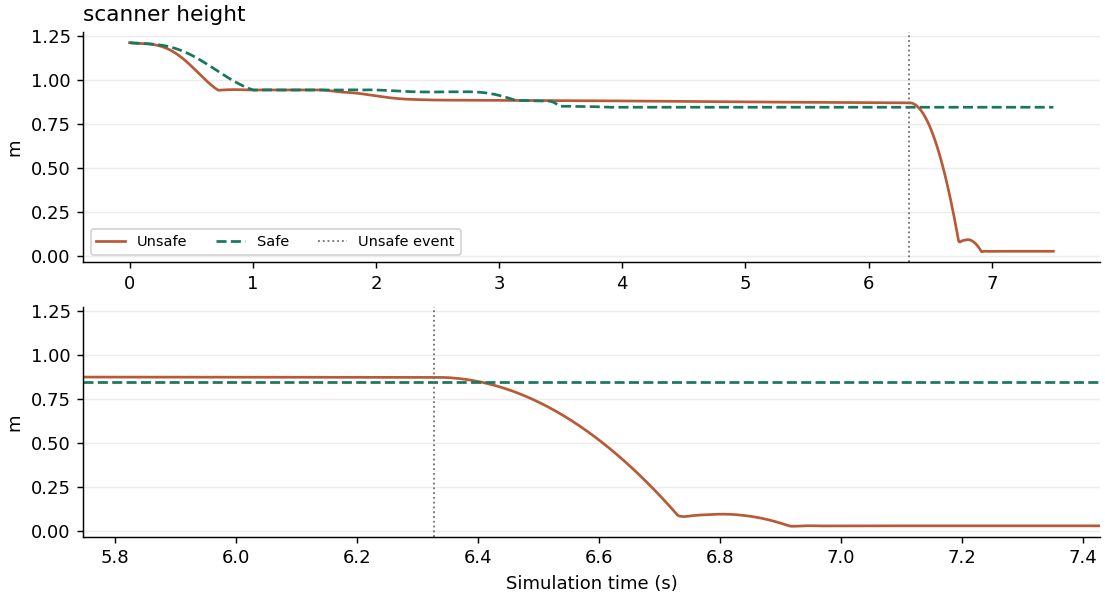 scanner height
1.25
1.00
0.75
0.50
0.25
0.00
m
Unsafe Safe Unsafe event
0 1 2 3 4 5 6 7
1.25
1.00
0.75
0.50
0.25
0.00
m
5.8 6.0 6.2 6.4 6.6 6.8 7.0 7.2 7.4
Simulation time (s)